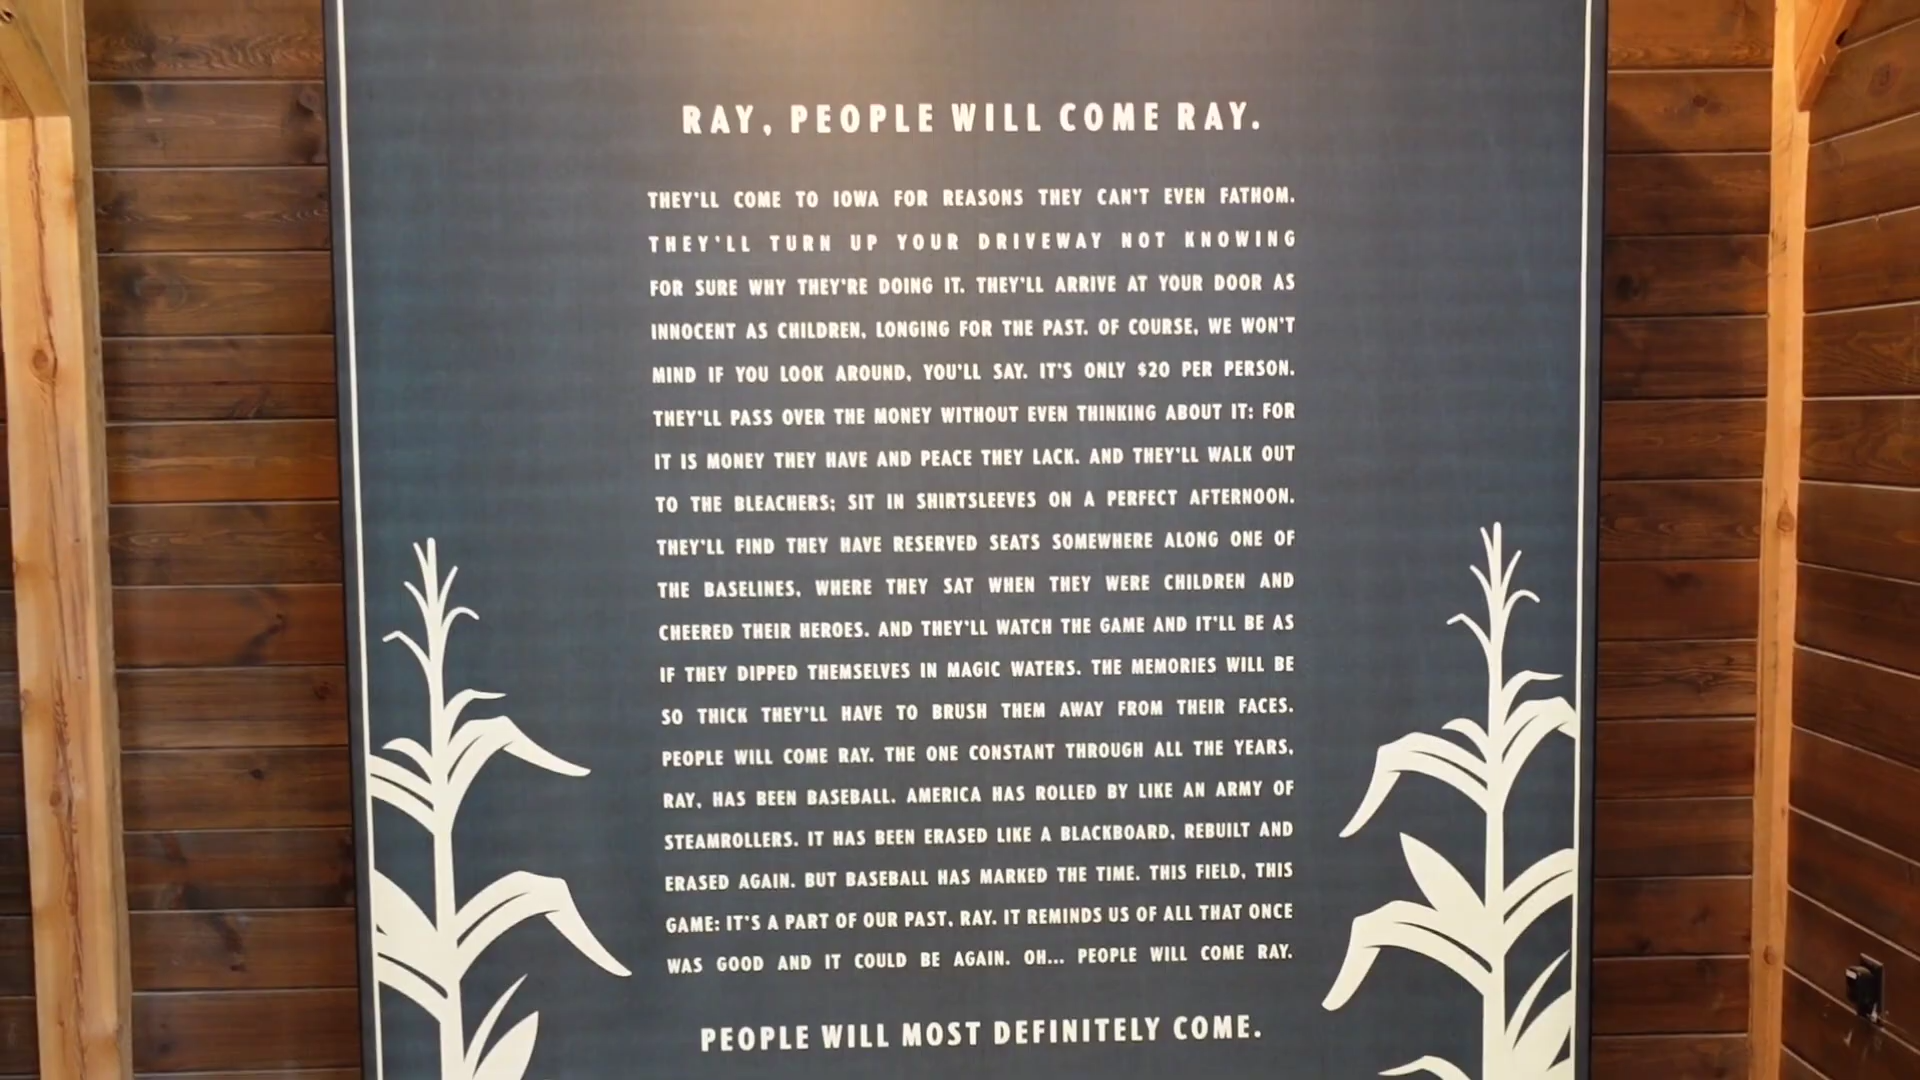 RAY, PEOPLE WILL COME RAY.
THEY'LL COME TO IOWA FOR REASONS THEY CAN'T EVEN FATHOM.
THEY'LL TURN UP YOUR DRIVEWAY NOT KNOWING
FOR SURE WHY THEY'RE DOING IT. THEY'LL ARRIVE AT YOUR DOOR AS
INNOCENT AS CHILDREN, LONGING FOR THE PAST. OF COURSE, WE WON'T
MIND IF YOU LOOK AROUND, YOU'LL SAY. IT'S ONLY $20 PER PERSON.
THEY'LL PASS OVER THE MONEY WITHOUT EVEN THINKING ABOUT IT: FOR
IT IS MONEY THEY HAVE AND PEACE THEY LACK. AND THEY'LL WALK OUT
TO THE BLEACHERS; SIT IN SHIRTSLEEVES ON A PERFECT AFTERNOON.
THEY'LL FIND THEY HAVE RESERVED SEATS SOMEWHERE ALONG ONE OF
THE BASELINES, WHERE THEY SAT WHEN THEY WERE CHILDREN AND
CHEERED THEIR HEROES. AND THEY'LL WATCH THE GAME AND IT'LL BE AS
IF THEY DIPPED THEMSELVES IN MAGIC WATERS. THE MEMORIES WILL BE
SO THICK THEY'LL HAVE TO BRUSH THEM AWAY FROM THEIR FACES.
PEOPLE WILL COME RAY. THE ONE CONSTANT THROUGH ALL THE YEARS,
RAY, HAS BEEN BASEBALL. AMERICA HAS ROLLED BY LIKE AN ARMY OF
STEAMROLLERS. IT HAS BEEN ERASED LIKE A BLACKBOARD, REBUILT AND
ERASED AGAIN. BUT BASEBALL HAS MARKED THE TIME. THIS FIELD, THIS
GAME: IT'S A PART OF OUR PAST, RAY. IT REMINDS US OF ALL THAT ONCE
WAS GOOD AND IT COULD BE AGAIN. OH... PEOPLE WILL COME RAY.
PEOPLE WILL MOST DEFINITELY COME.